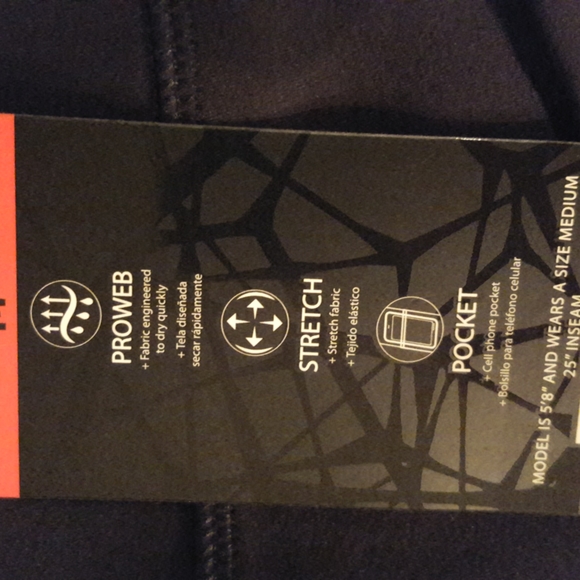 PROWEB
+ Fabric engineered
to dry quickly
+ Tela diseñada
secar rapidamente
STRETCH
+ Stretch fabric
+ Tejido elástico
POCKET
+ Cell phone pocket
+ Bolsillo para teléfono celular
MODEL IS 5'8" AND WEARS A SIZE MEDIUM
25" INSEAM